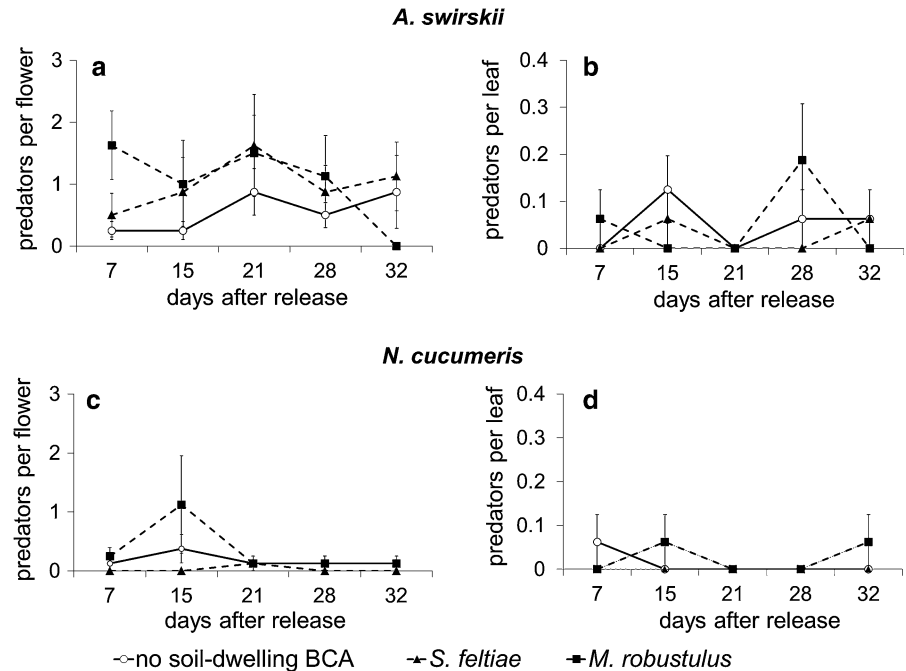 A. swirskii
a
predators per flower
3
2
1
0
7 15 21 28 32
days after release
b
predators per leaf
0.4
0.3
0.2
0.1
0
7 15 21 28 32
days after release
N. cucumeris
c
predators per flower
3
2
1
0
7 15 21 28 32
days after release
d
predators per leaf
0.4
0.3
0.2
0.1
0
7 15 21 28 32
days after release
no soil-dwelling BCA S. feltiae M. robustulus